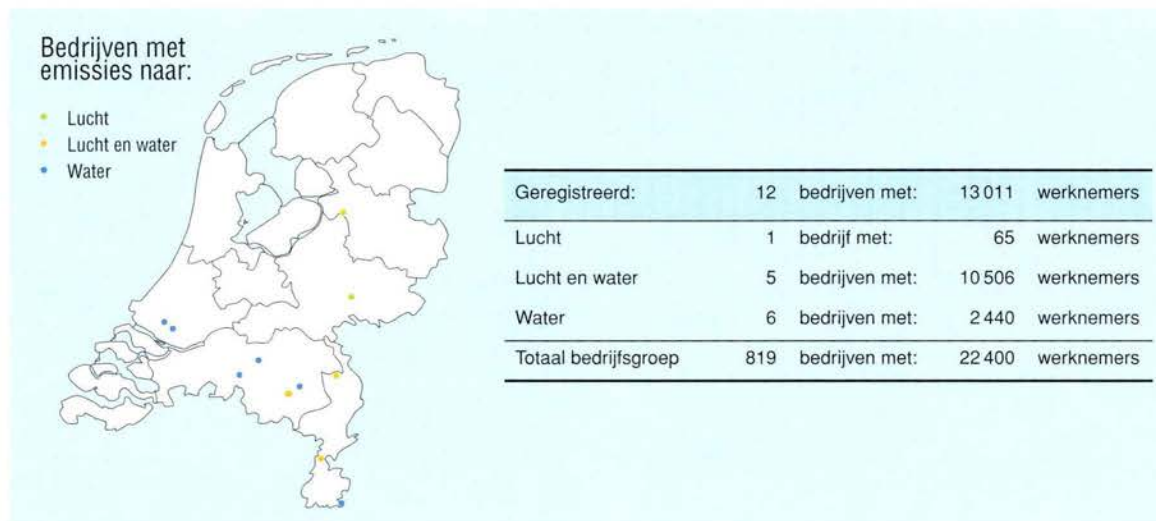 Bedrijven met
emissies naar:
Lucht
Lucht en water
Water
Geregistreerd: 12 bedrijven met: 13 011 werknemers
Lucht 1 bedrijf met: 65 werknemers
Lucht en water 5 bedrijven met: 10 506 werknemers
Water 6 bedrijven met: 2 440 werknemers
Totaal bedrijfsgroep 819 bedrijven met: 22 400 werknemers